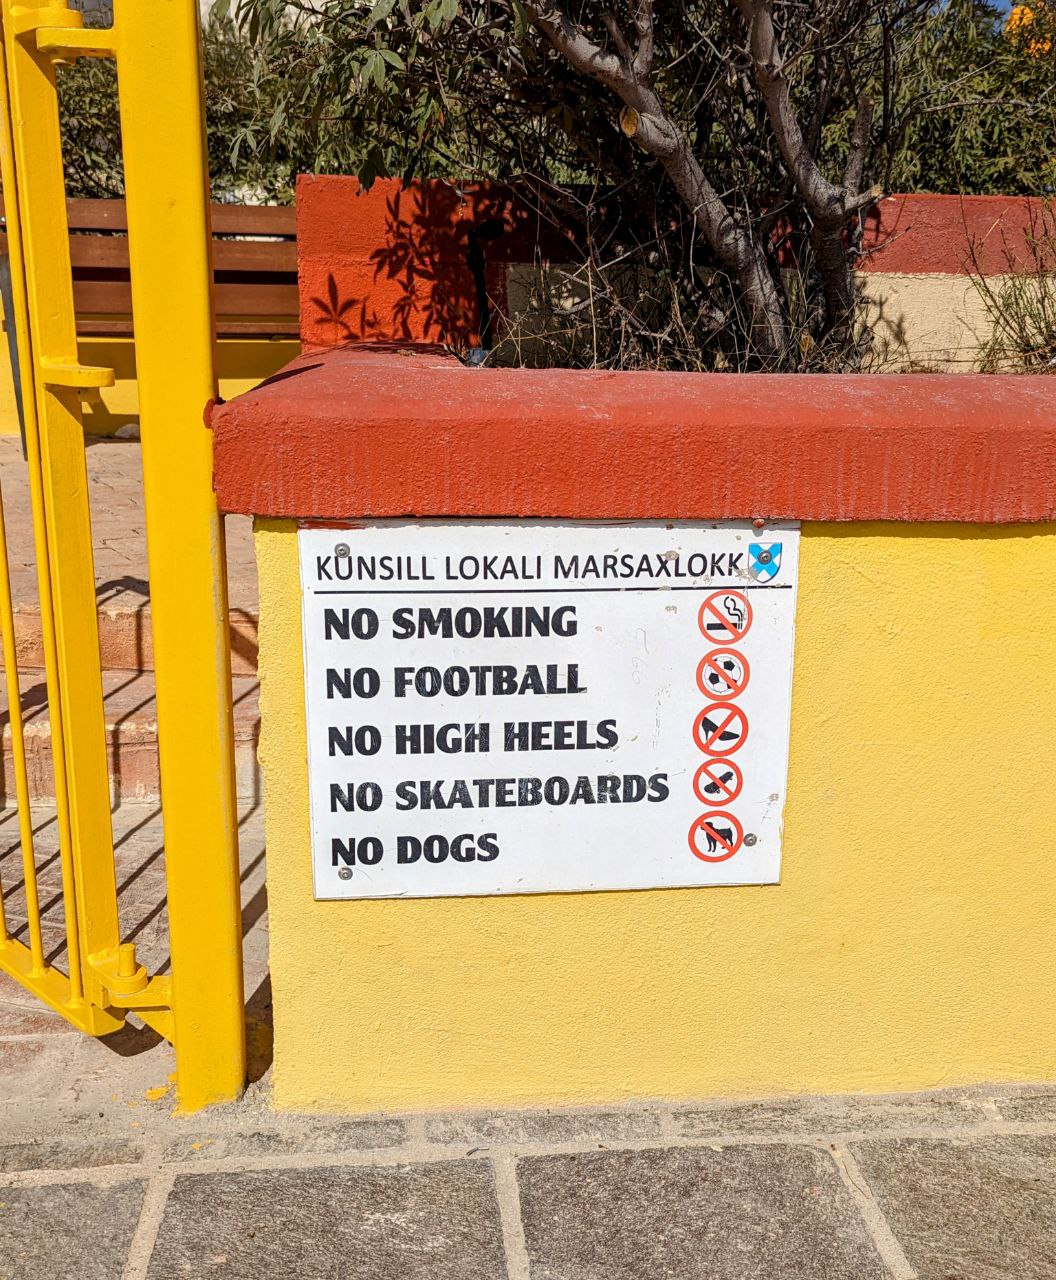 KUNSILL LOKALI MARSAXLOKK
NO SMOKING
NO FOOTBALL
NO HIGH HEELS
NO SKATEBOARDS
NO DOGS